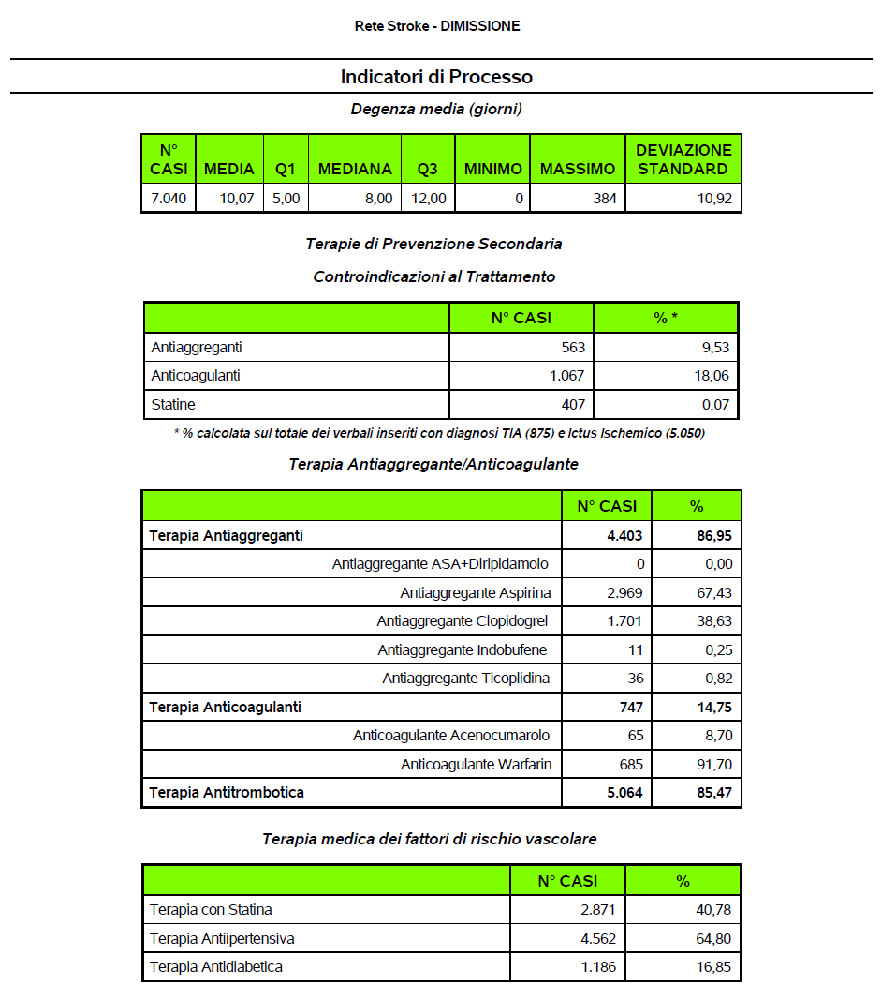 Rete Stroke - DIMISSIONE
Indicatori di Processo
Degenza media (giorni)
N° CASI MEDIA Q1 MEDIANA Q3 MINIMO MASSIMO DEVIAZIONE STANDARD
7.040 10,07 5,00 8,00 12,00 0 384 10,92
Terapie di Prevenzione Secondaria
Controindicazioni al Trattamento
N° CASI % *
Antiaggreganti 563 9,53
Anticoagulanti 1.067 18,06
Statine 407 0,07
* % calcolata sul totale dei verbali inseriti con diagnosi TIA (875) e Ictus Ischemico (5.050)
Terapia Antiaggregante/Anticoagulante
N° CASI %
Terapia Antiaggreganti 4.403 86,95
Antiaggregante ASA+Diripidamolo 0 0,00
Antiaggregante Aspirina 2.969 67,43
Antiaggregante Clopidogrel 1.701 38,63
Antiaggregante Indobufene 11 0,25
Antiaggregante Ticoplidina 36 0,82
Terapia Anticoagulanti 747 14,75
Anticoagulante Acenocumarolo 65 8,70
Anticoagulante Warfarin 685 91,70
Terapia Antitrombotica 5.064 85,47
Terapia medica dei fattori di rischio vascolare
N° CASI %
Terapia con Statina 2.871 40,78
Terapia Antiipertensiva 4.562 64,80
Terapia Antidiabetica 1.186 16,85